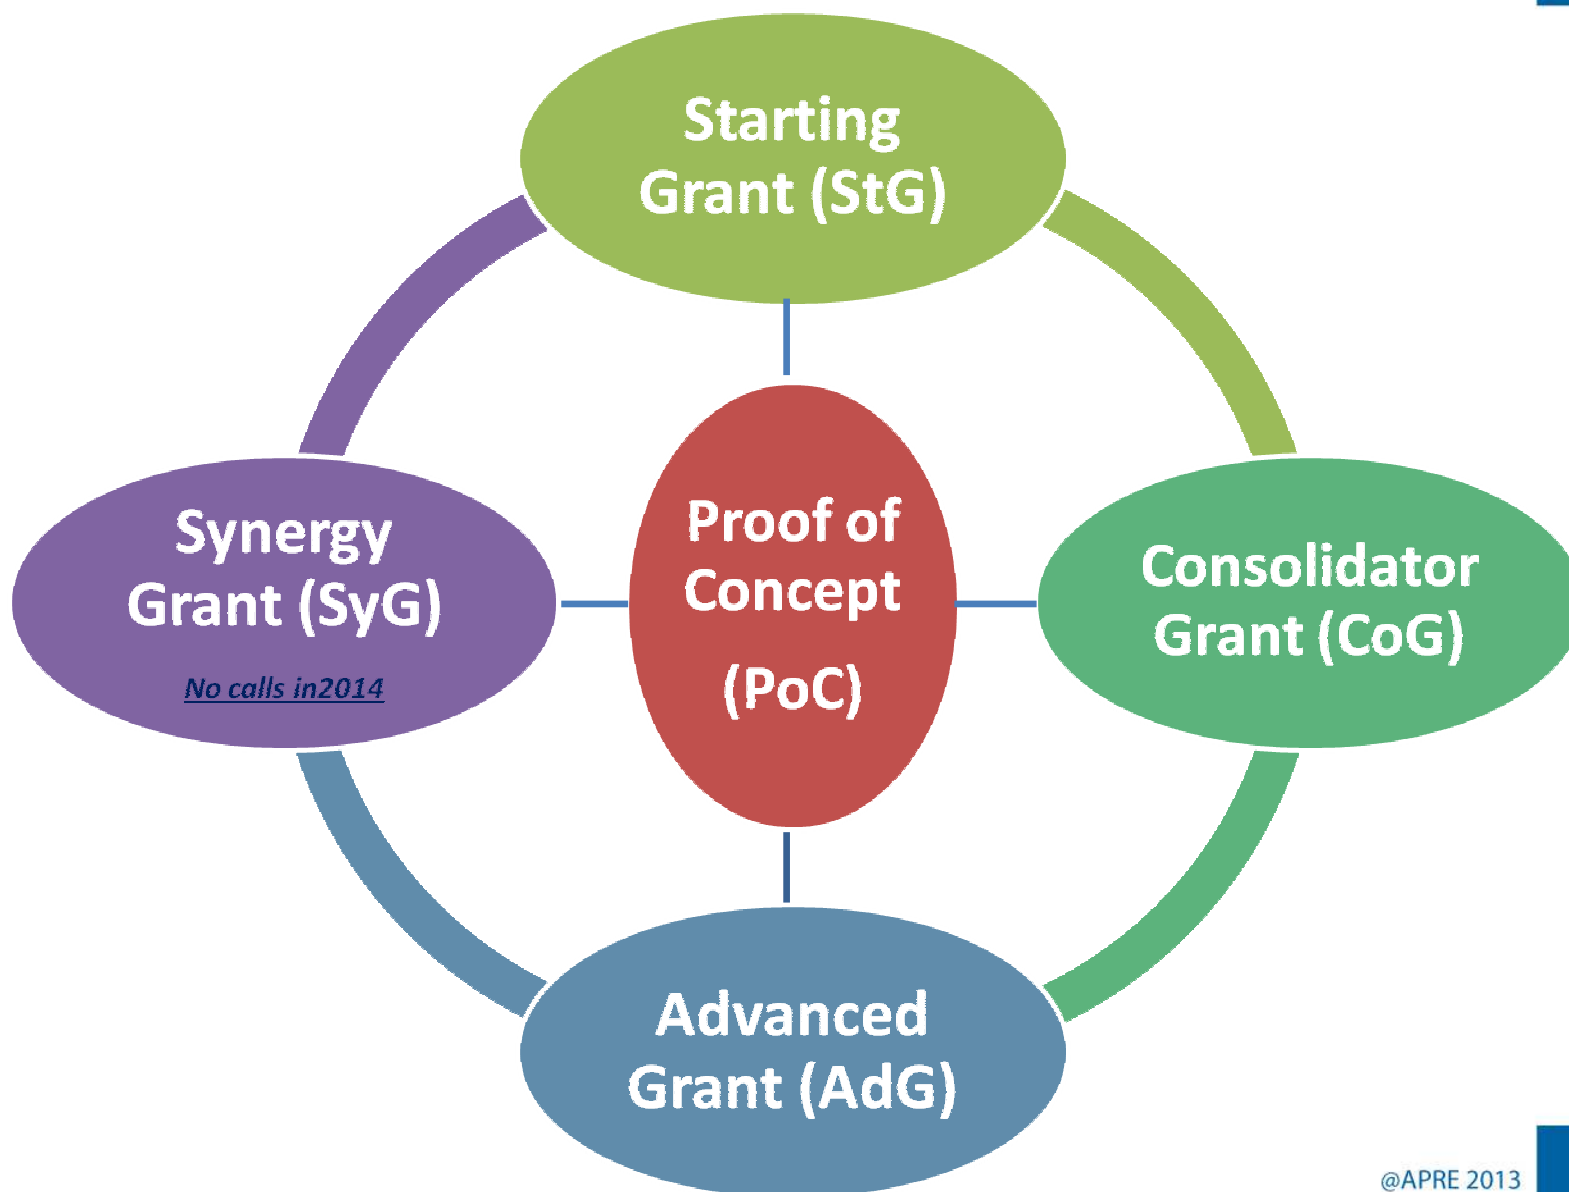 Starting
Grant (StG)
Synergy
Grant (SyG)
No calls in2014
Proof of
Concept
(PoC)
Consolidator
Grant (CoG)
Advanced
Grant (AdG)
@APRE 2013